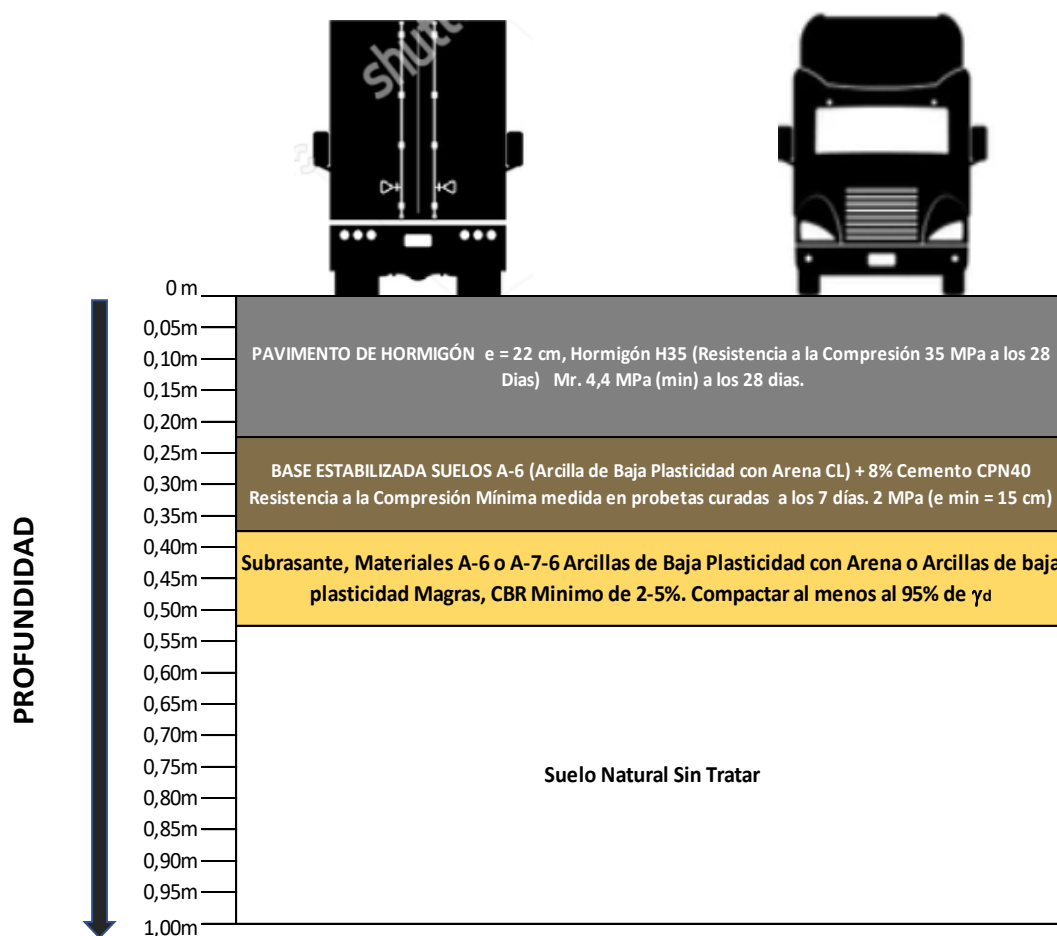 shutt
0 m
0,05m
0,10m
0,15m
0,20m
0,25m
0,30m
0,35m
0,40m
0,45m
0,50m
0,55m
0,60m
0,65m
0,70m
0,75m
0,80m
0,85m
0,90m
0,95m
1,00m
PROFUNDIDAD
PAVIMENTO DE HORMIGÓN e = 22 cm, Hormigón H35 (Resistencia a la Compresión 35 MPa a los 28
Dias) Mr. 4,4 MPa (min) a los 28 dias.
BASE ESTABILIZADA SUELOS A-6 (Arcilla de Baja Plasticidad con Arena CL) + 8% Cemento CPN40
Resistencia a la Compresión Mínima medida en probetas curadas a los 7 días. 2 MPa (e min = 15 cm)
Subrasante, Materiales A-6 o A-7-6 Arcillas de Baja Plasticidad con Arena o Arcillas de baja
plasticidad Magras, CBR Minimo de 2-5%. Compactar al menos al 95% de γd
Suelo Natural Sin Tratar